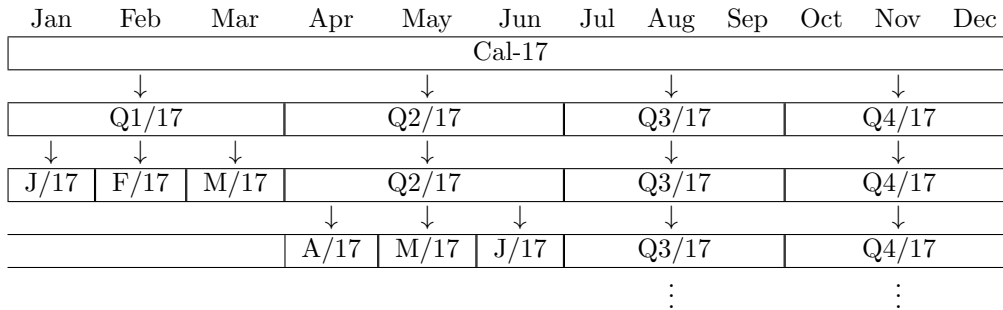 Jan Feb Mar Apr May Jun Jul Aug Sep Oct Nov Dec
Cal-17
↓ ↓ ↓ ↓
Q1/17 Q2/17 Q3/17 Q4/17
↓ ↓ ↓ ↓ ↓ ↓
J/17 F/17 M/17 Q2/17 Q3/17 Q4/17
↓ ↓ ↓ ↓ ↓
A/17 M/17 J/17 Q3/17 Q4/17
⋮ ⋮